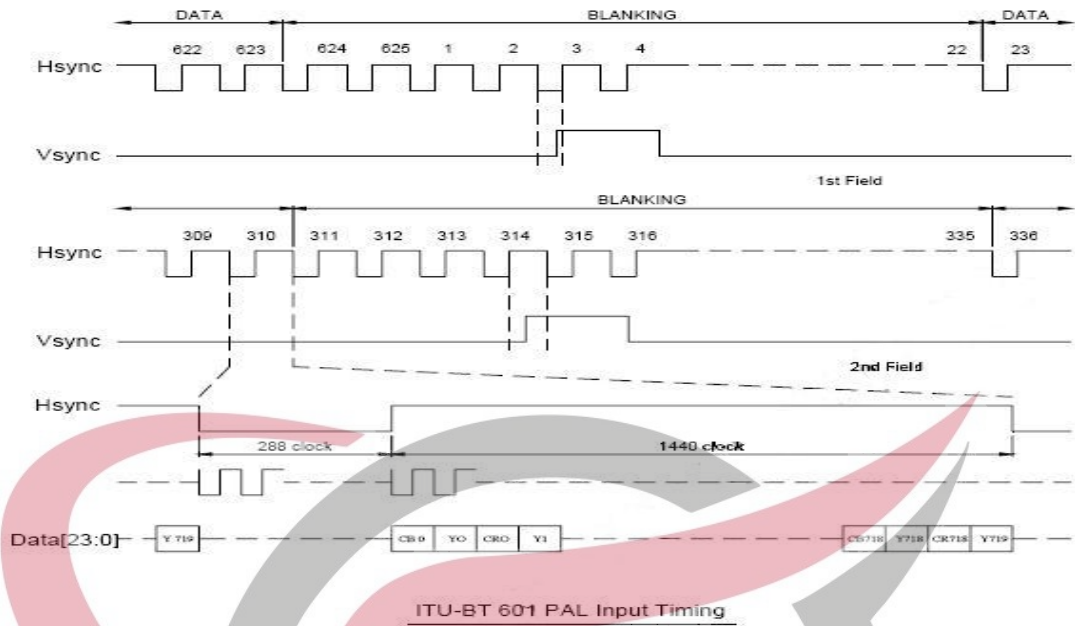 DATA BLANKING DATA
622 623 624 625 1 2 3 4 22 23
Hsync
Vsync
1st Field
BLANKING
309 310 311 312 313 314 315 316 335 336
Hsync
Vsync
2nd Field
Hsync
288 clock 1440 clock
Data[23:0] Y 719 CB 0 YO CRO Y1 CB718 Y718 CR718 Y719
ITU-BT 601 PAL Input Timing